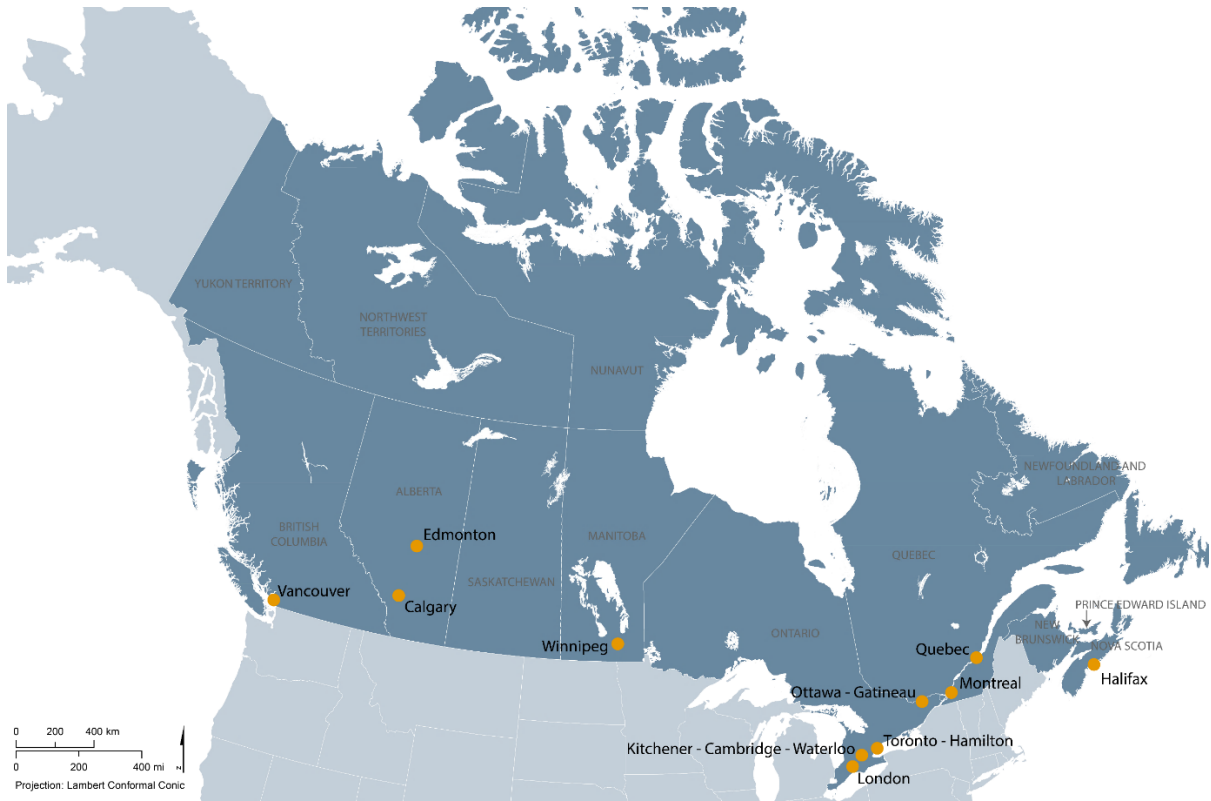 YUKON TERRITORY
NORTHWEST
TERRITORIES
NUNAVUT
NEWFOUNDLAND AND
LABRADOR
ALBERTA
BRITISH
COLUMBIA
Edmonton
MANITOBA
QUEBEC
SASKATCHEWAN
Vancouver
Calgary
PRINCE EDWARD ISLAND
NEW
BRUNSWICK
ONTARIO
Winnipeg
Quebec
NOVA SCOTIA
Halifax
Montreal
Ottawa - Gatineau
Toronto - Hamilton
Kitchener - Cambridge - Waterloo
London
0 200 400 km
0 200 400 mi
N
Projection: Lambert Conformal Conic